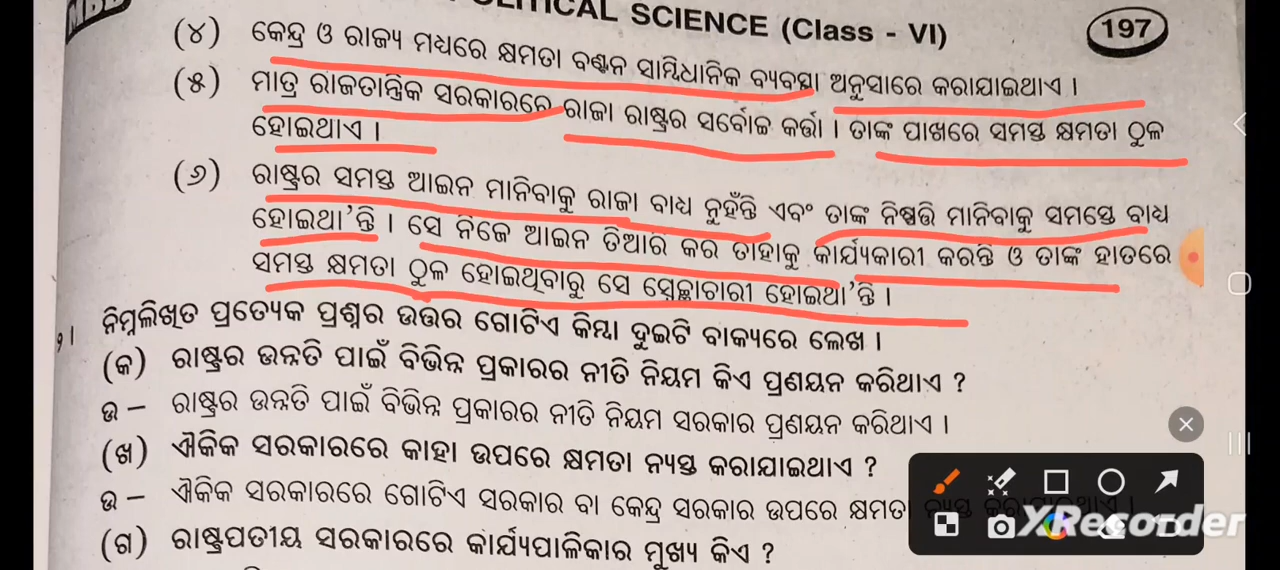 POLITICAL SCIENCE (Class - VI)
197
(୪) କେନ୍ଦ୍ର ଓ ରାଜ୍ୟ ମଧ୍ୟରେ କ୍ଷମତା ବଣ୍ଟନ ସାମ୍ବିଧାନିକ ବ୍ୟବସ୍ଥା ଅନୁସାରେ କରାଯାଇଥାଏ ।
(୫) ମାତ୍ର ରାଜତାନ୍ତ୍ରିକ ସରକାରରେ ରାଜା ରାଷ୍ଟ୍ରର ସର୍ବୋଚ୍ଚ କର୍ତ୍ତା । ତାଙ୍କ ପାଖରେ ସମସ୍ତ କ୍ଷମତା ଠୁଳ
ହୋଇଥାଏ ।
(୬) ରାଷ୍ଟ୍ରର ସମସ୍ତ ଆଇନ ମାନିବାକୁ ରାଜା ବାଧ୍ୟ ନୁହଁନ୍ତି ଏବଂ ତାଙ୍କ ନିଷ୍ପତ୍ତି ମାନିବାକୁ ସମସ୍ତେ ବାଧ୍ୟ
ହୋଇଥା'ନ୍ତି । ସେ ନିଜେ ଆଇନ ତିଆରି କରି ତାହାକୁ କାର୍ଯ୍ୟକାରୀ କରନ୍ତି ଓ ତାଙ୍କ ହାତରେ
ସମସ୍ତ କ୍ଷମତା ଠୁଳ ହୋଇଥିବାରୁ ସେ ସ୍ୱେଚ୍ଛାଚାରୀ ହୋଇଥା'ନ୍ତି ।
୨। ନିମ୍ନଲିଖିତ ପ୍ରତ୍ୟେକ ପ୍ରଶ୍ନର ଉତ୍ତର ଗୋଟିଏ କିମ୍ବା ଦୁଇଟି ବାକ୍ୟରେ ଲେଖ ।
(କ) ରାଷ୍ଟ୍ରର ଉନ୍ନତି ପାଇଁ ବିଭିନ୍ନ ପ୍ରକାରର ନୀତି ନିୟମ କିଏ ପ୍ରଣୟନ କରିଥାଏ ?
ଉ – ରାଷ୍ଟ୍ରର ଉନ୍ନତି ପାଇଁ ବିଭିନ୍ନ ପ୍ରକାରର ନୀତି ନିୟମ ସରକାର ପ୍ରଣୟନ କରିଥାଏ ।
(ଖ) ଐକିକ ସରକାରରେ କାହା ଉପରେ କ୍ଷମତା ନ୍ୟସ୍ତ କରାଯାଇଥାଏ ?
ଉ – ଐକିକ ସରକାରରେ ଗୋଟିଏ ସରକାର ବା କେନ୍ଦ୍ର ସରକାର ଉପରେ କ୍ଷମତା
(ଗ) ରାଷ୍ଟ୍ରପତୀୟ ସରକାରରେ କାର୍ଯ୍ୟପାଳିକାର ମୁଖ୍ୟ କିଏ ?
XRecorder